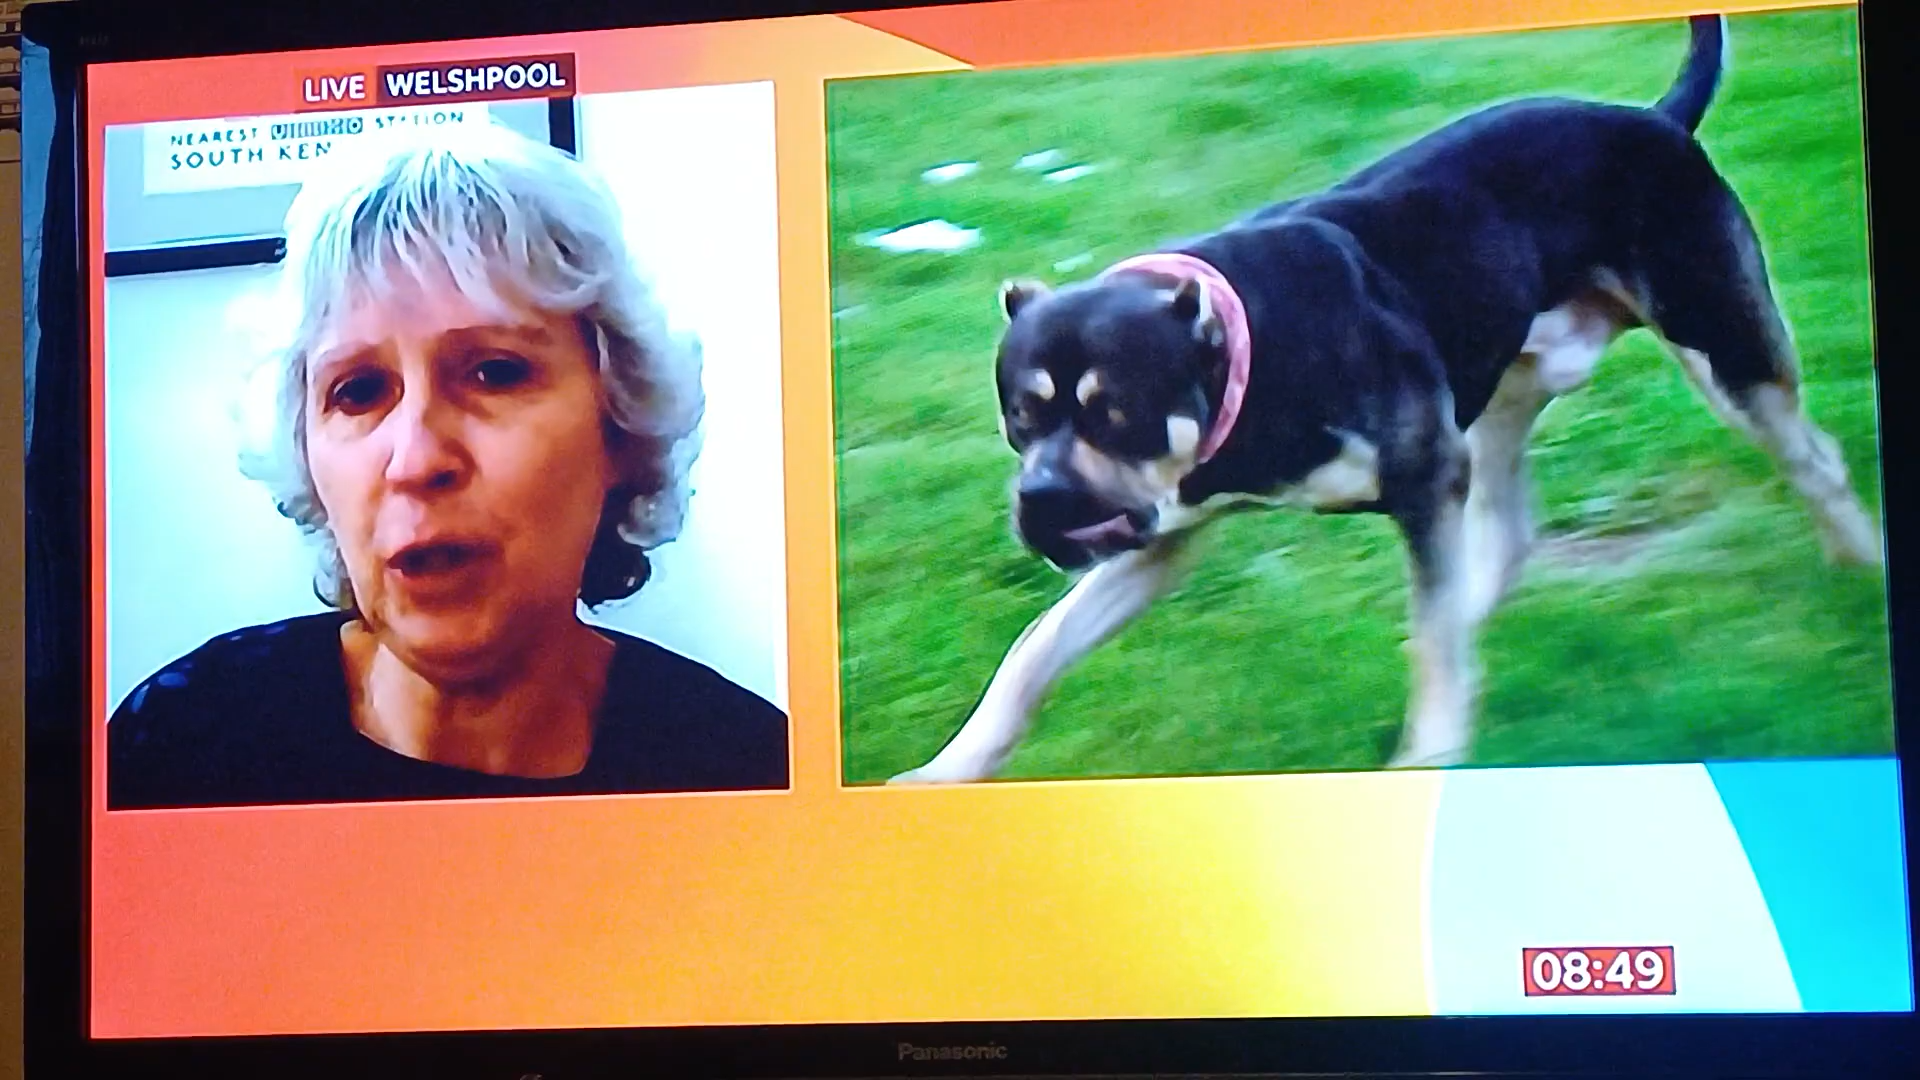 LIVE WELSHPOOL
NEAREST STATION
SOUTH KEN
08:49
Panasonic